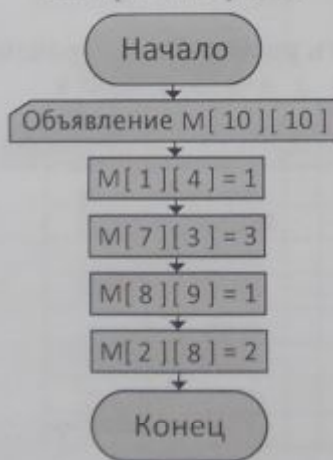 Начало
Объявление М[ 10 ][ 10 ]
М[ 1 ][ 4 ] = 1
М[ 7 ][ 3 ] = 3
М[ 8 ][ 9 ] = 1
М[ 2 ][ 8 ] = 2
Конец